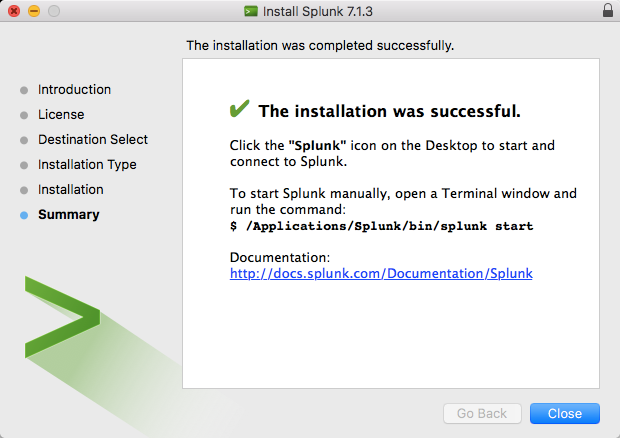 Install Splunk 7.1.3
The installation was completed successfully.
Introduction
License
Destination Select
Installation Type
Installation
Summary
✔ The installation was successful.
Click the "Splunk" icon on the Desktop to start and
connect to Splunk.
To start Splunk manually, open a Terminal window and
run the command:
$ /Applications/Splunk/bin/splunk start
Documentation:
http://docs.splunk.com/Documentation/Splunk
Go Back
Close